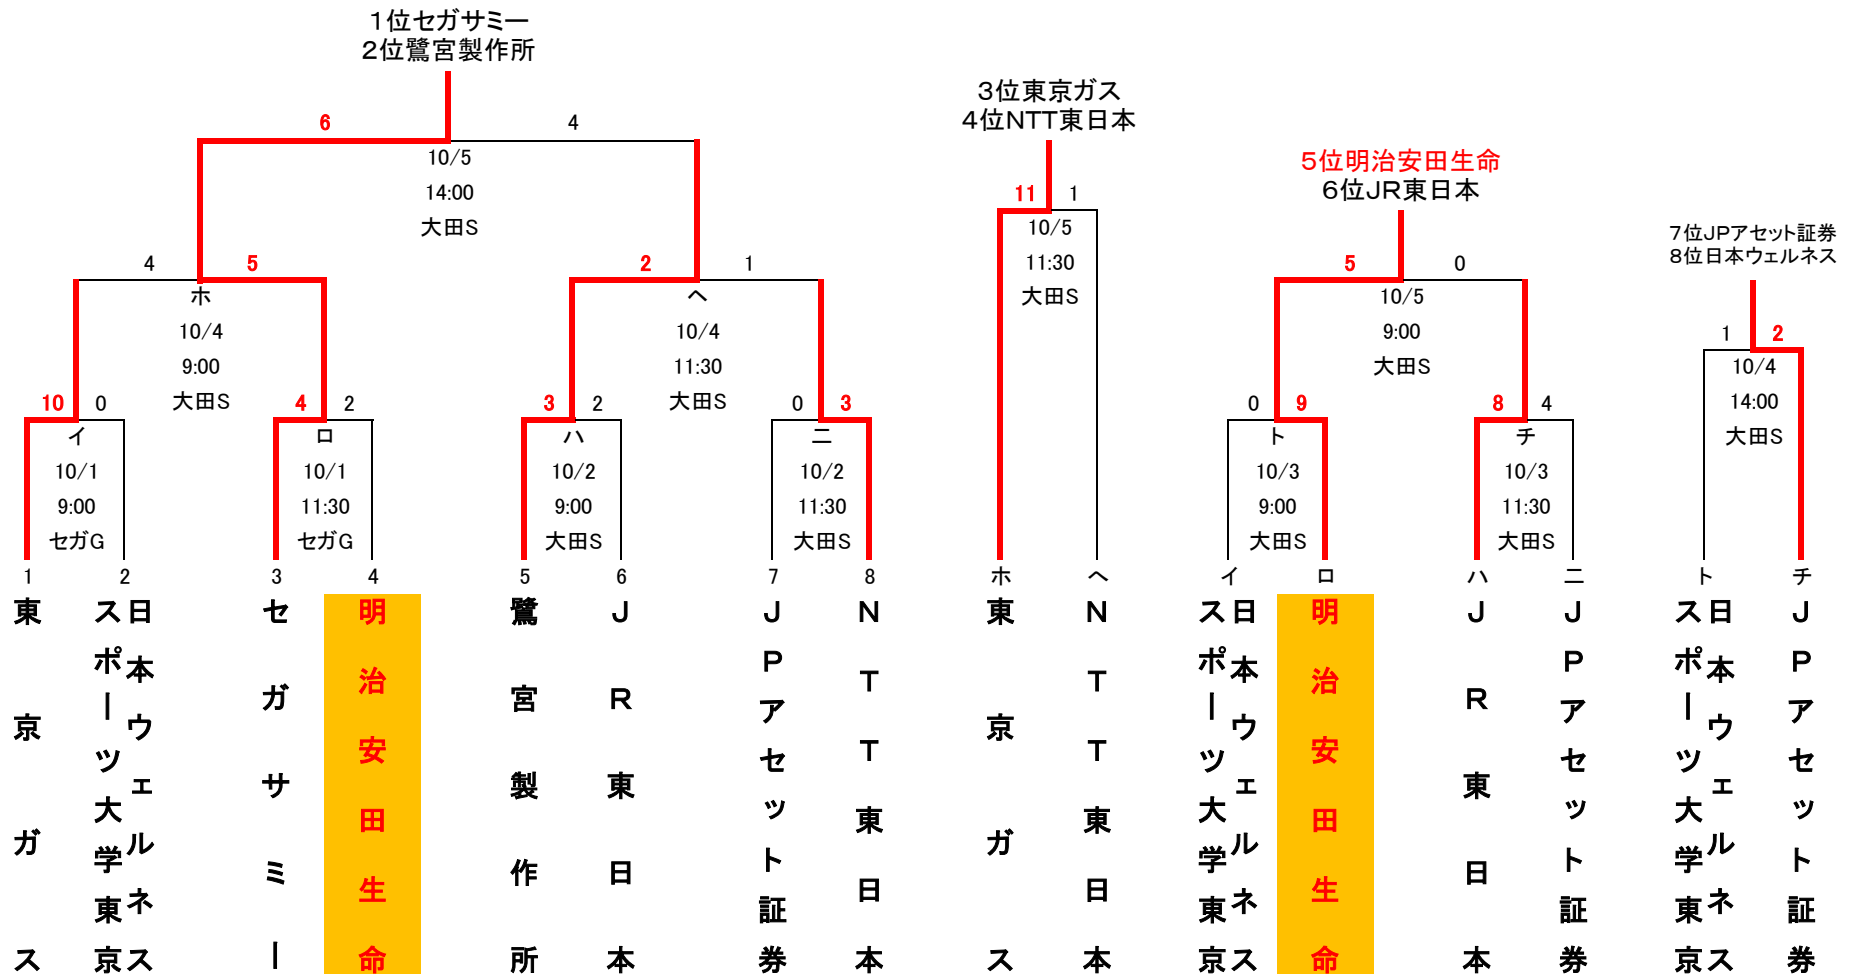 1位セガサミー
2位鷺宮製作所
3位東京ガス
4位NTT東日本
5位明治安田生命
6位JR東日本
7位JPアセット証券
8位日本ウェルネス
6
4
10/5
14:00
大田S
11
1
10/5
11:30
大田S
4
5
ホ
10/4
9:00
大田S
2
1
ヘ
10/4
11:30
大田S
5
0
10/5
9:00
大田S
1
2
10/4
14:00
大田S
10
0
イ
10/1
9:00
セガG
4
2
ロ
10/1
11:30
セガG
3
2
ハ
10/2
9:00
大田S
0
3
ニ
10/2
11:30
大田S
0
9
ト
10/3
9:00
大田S
8
4
チ
10/3
11:30
大田S
1
2
3
4
5
6
7
8
ホ
ヘ
イ
ロ
ハ
ニ
ト
チ
東京ガス
日本ウェルネス
スポーツ大学東京
セガサミー
明治安田生命
鷺宮製作所
JR東日本
JPアセット証券
NTT東日本
東京ガス
NTT東日本
日本ウェルネス
スポーツ大学東京
明治安田生命
JR東日本
JPアセット証券
日本ウェルネス
スポーツ大学東京
JPアセット証券